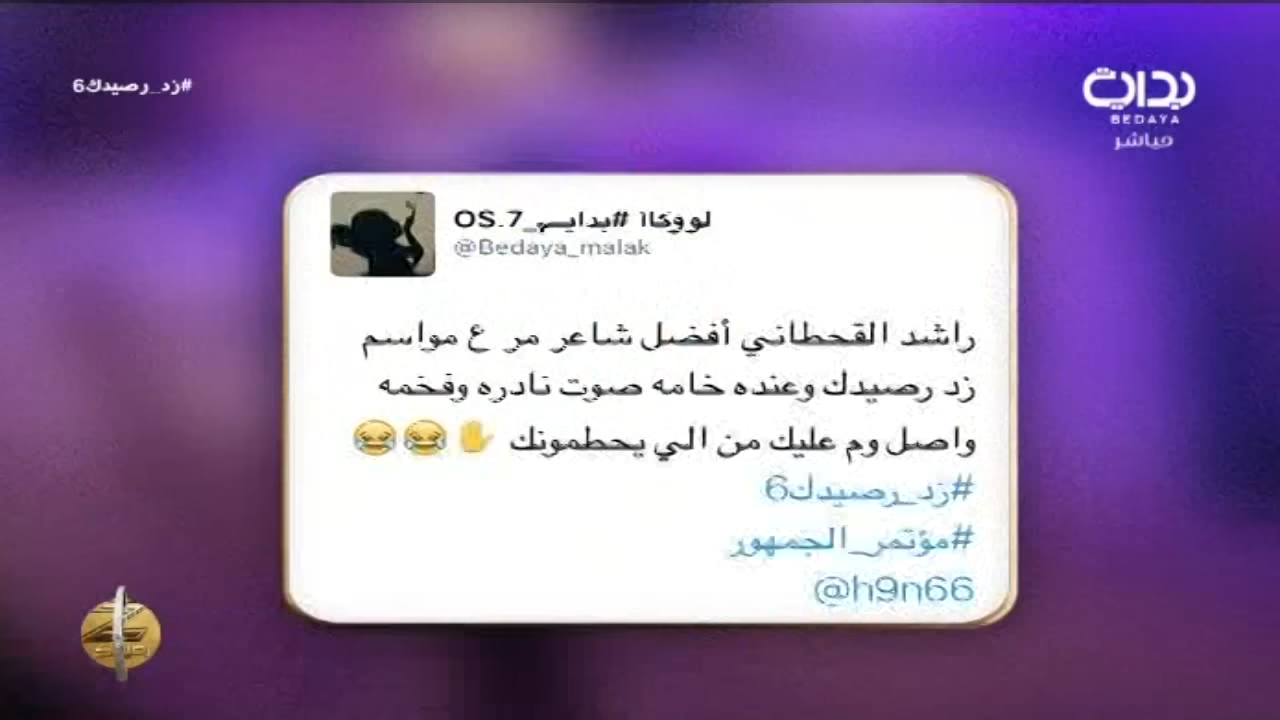 #زد_رصيدك6
بداية
BEDAYA
مباشر
لووكاا #بدايـي_OS.7
@Bedaya_malak
راشد القحطاني أفضل شاعر مر ع مواسم
زد رصيدك وعنده خامه صوت نادره وفخمه
واصل وم عليك من الي يحطمونك ✋😂😂
#زد_رصيدك6
#مؤتمر_الجمهور
@h9n66